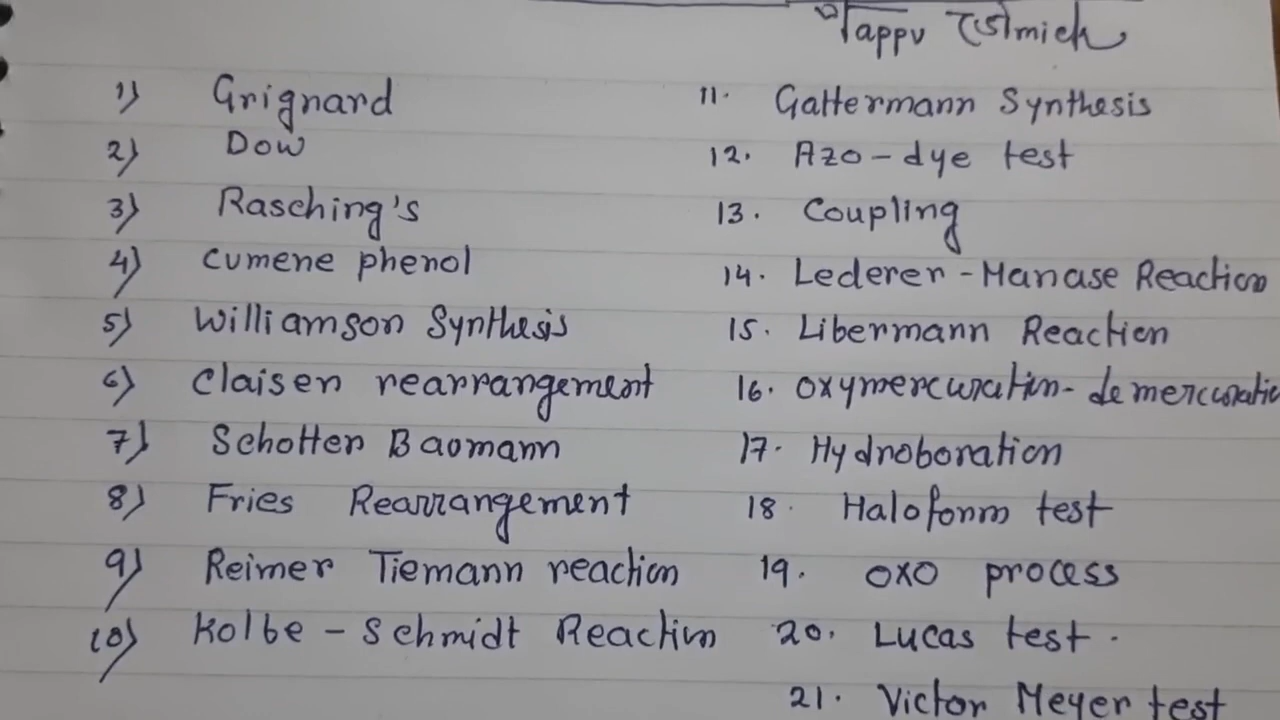 Tappu
1) Grignard
2) Dow
3) Rasching's
4) Cumene phenol
5) Williamson Synthesis
6) Claisen rearrangement
7) Schotten Baomann
8) Fries Rearrangement
9) Reimer Tiemann reaction
10) Kolbe - Schmidt Reaction
11. Gattermann Synthesis
12. Azo-dye test
13. Coupling
14. Lederer - Manase Reaction
15. Libermann Reaction
16. Oxymercuration- demercuratio
17. Hydroboration
18. Haloform test
19. OXO process
20. Lucas test.
21. Victor Meyer test